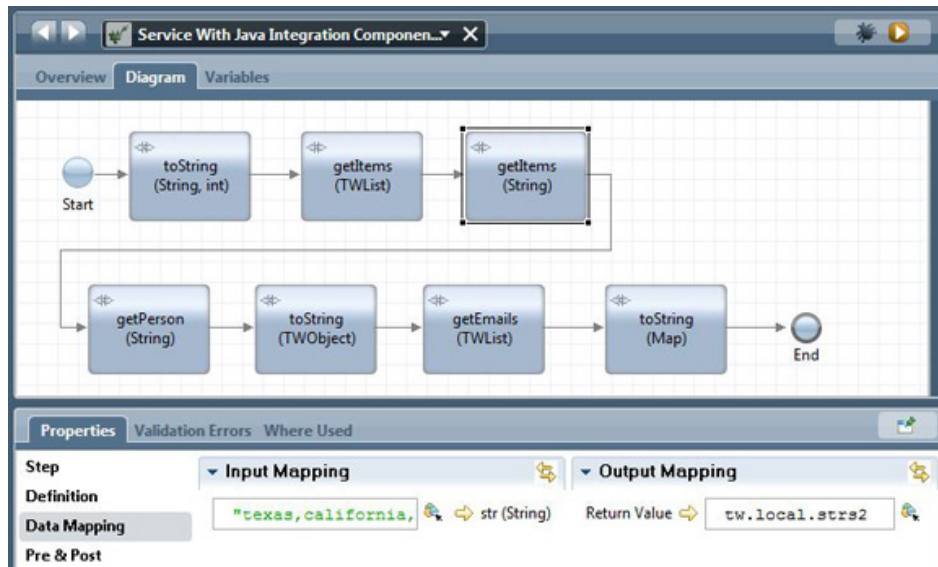 Service With Java Integration Componen...
Overview Diagram Variables
Start
toString
(String, int)
getItems
(TWList)
getItems
(String)
getPerson
(String)
toString
(TWObject)
getEmails
(TWList)
toString
(Map)
End
Properties Validation Errors Where Used
Step
Definition
Data Mapping
Pre & Post
Input Mapping
"texas,california, str (String)
Output Mapping
Return Value tw.local.strs2